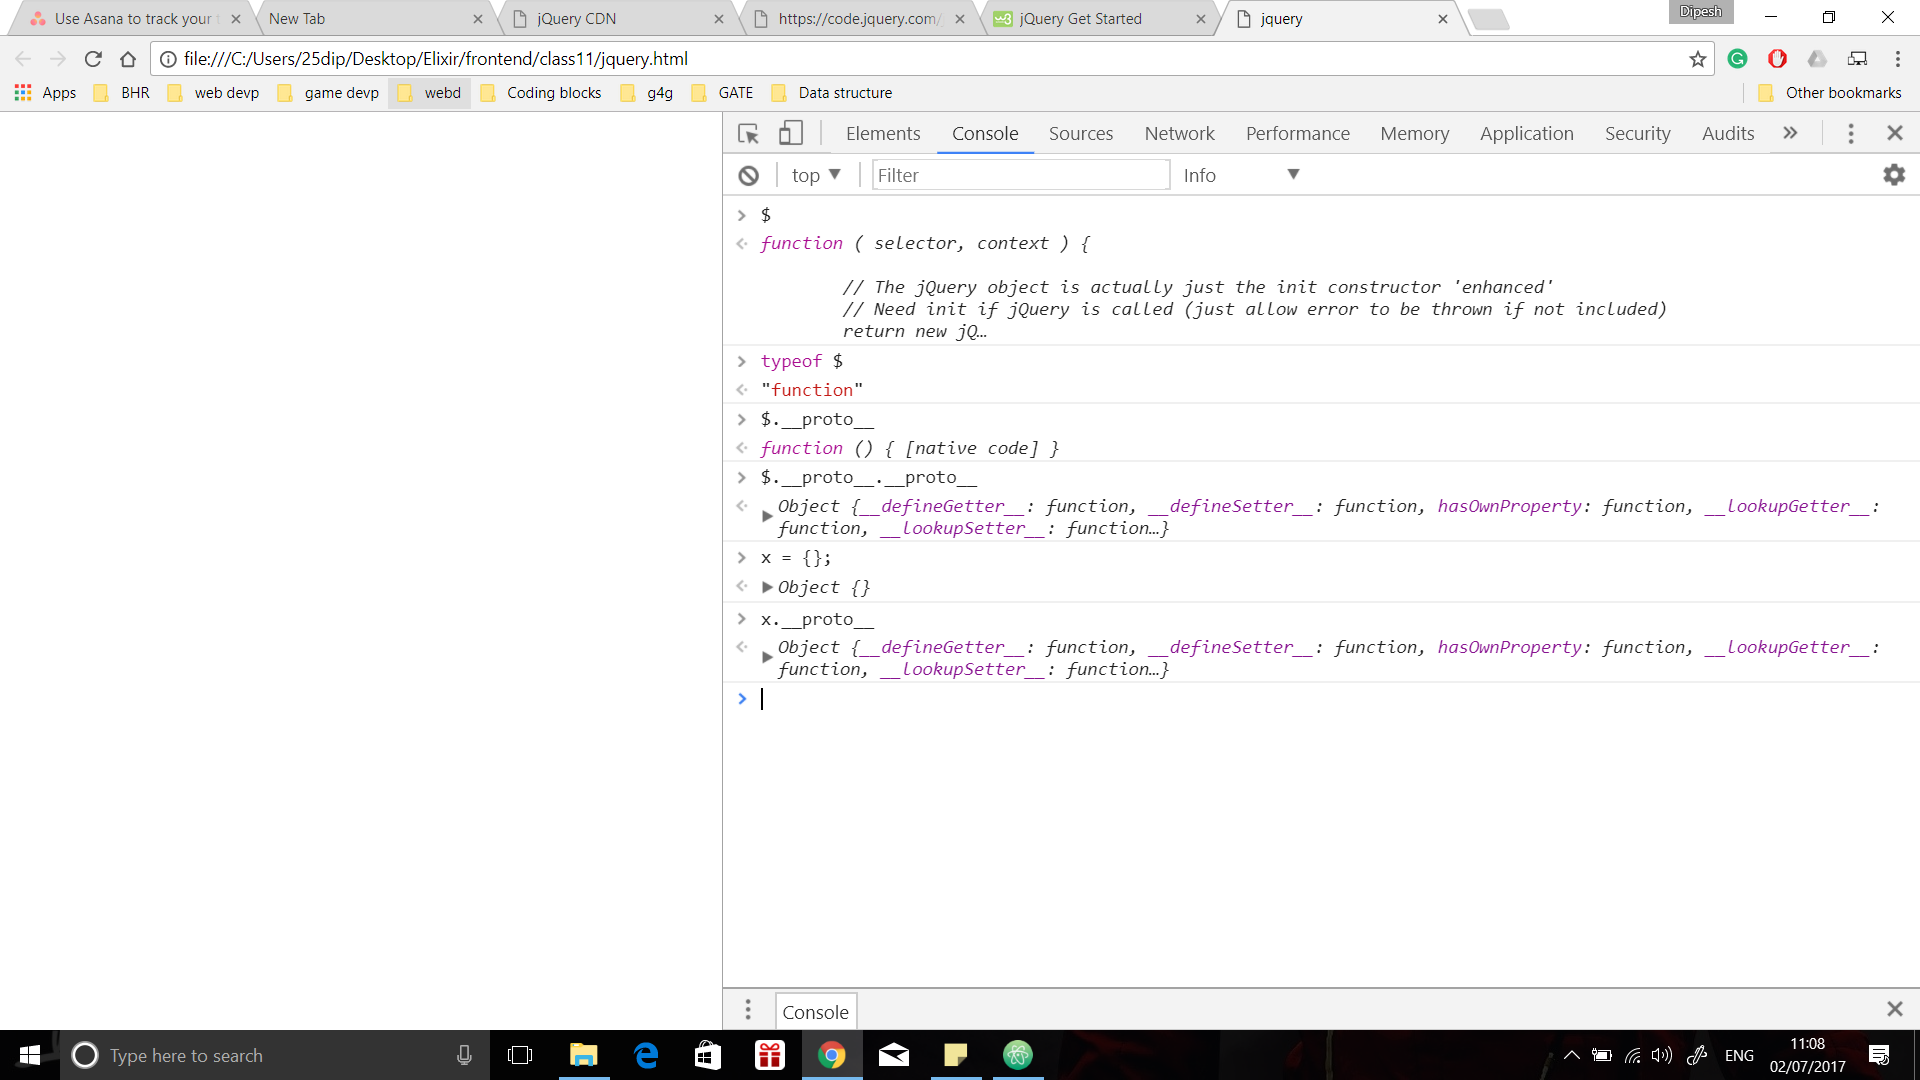 Use Asana to track your t
New Tab
jQuery CDN
https://code.jquery.com/
jQuery Get Started
jquery
Dipesh
file:///C:/Users/25dip/Desktop/Elixir/frontend/class11/jquery.html
Apps BHR web devp game devp webd Coding blocks g4g GATE Data structure Other bookmarks
Elements Console Sources Network Performance Memory Application Security Audits »
top Filter Info
> $
function ( selector, context ) {
// The jQuery object is actually just the init constructor 'enhanced'
// Need init if jQuery is called (just allow error to be thrown if not included)
return new jQ…
> typeof $
"function"
> $.__proto__
function () { [native code] }
> $.__proto__.__proto__
Object {__defineGetter__: function, __defineSetter__: function, hasOwnProperty: function, __lookupGetter__:
function, __lookupSetter__: function…}
> x = {};
Object {}
> x.__proto__
Object {__defineGetter__: function, __defineSetter__: function, hasOwnProperty: function, __lookupGetter__:
function, __lookupSetter__: function…}
>
Console
Type here to search
ENG
11:08
02/07/2017